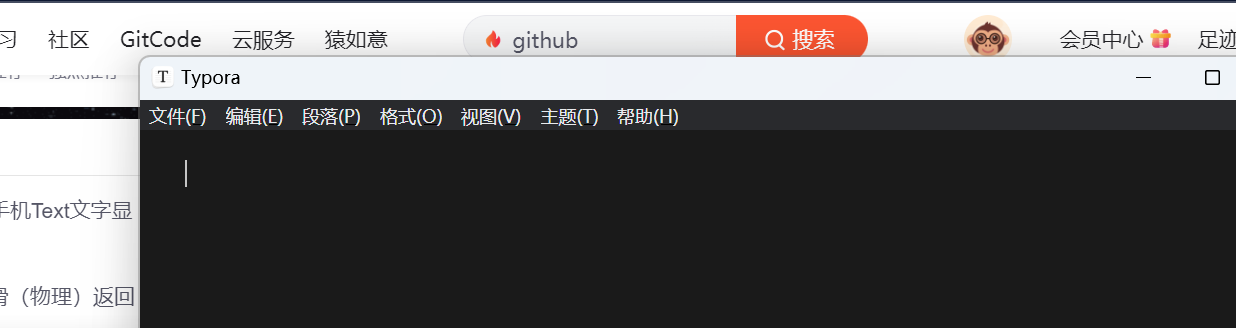 习 社区 GitCode 云服务 猿如意 github 搜索 会员中心 足迹
T Typora
文件(F) 编辑(E) 段落(P) 格式(O) 视图(V) 主题(T) 帮助(H)
手机Text文字显
滑（物理）返回